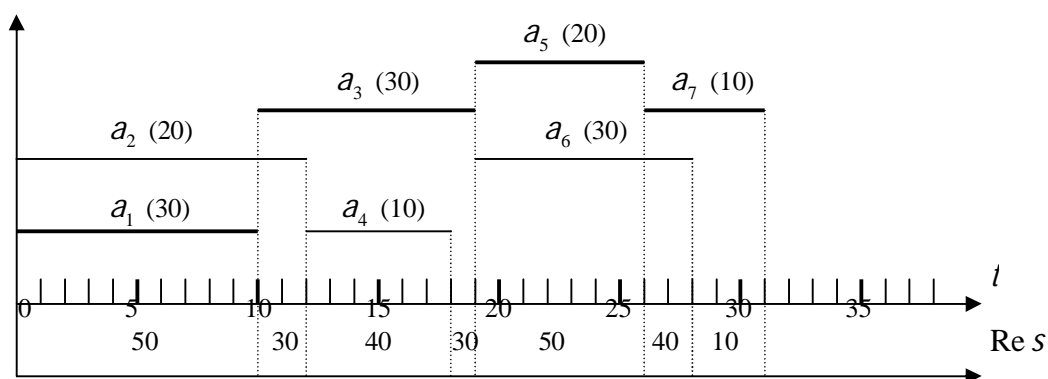 a5 (20)
a3 (30) a7 (10)
a2 (20) a6 (30)
a1 (30) a4 (10)
t
0 5 10 15 20 25 30 35
50 30 40 30 50 40 10 Re s